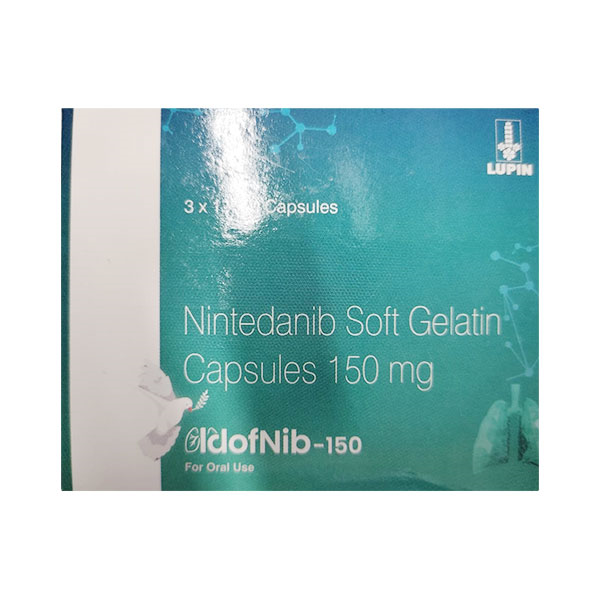 LUPIN
3 x Capsules
Nintedanib Soft Gelatin
Capsules 150 mg
IdofNib-150
For Oral Use